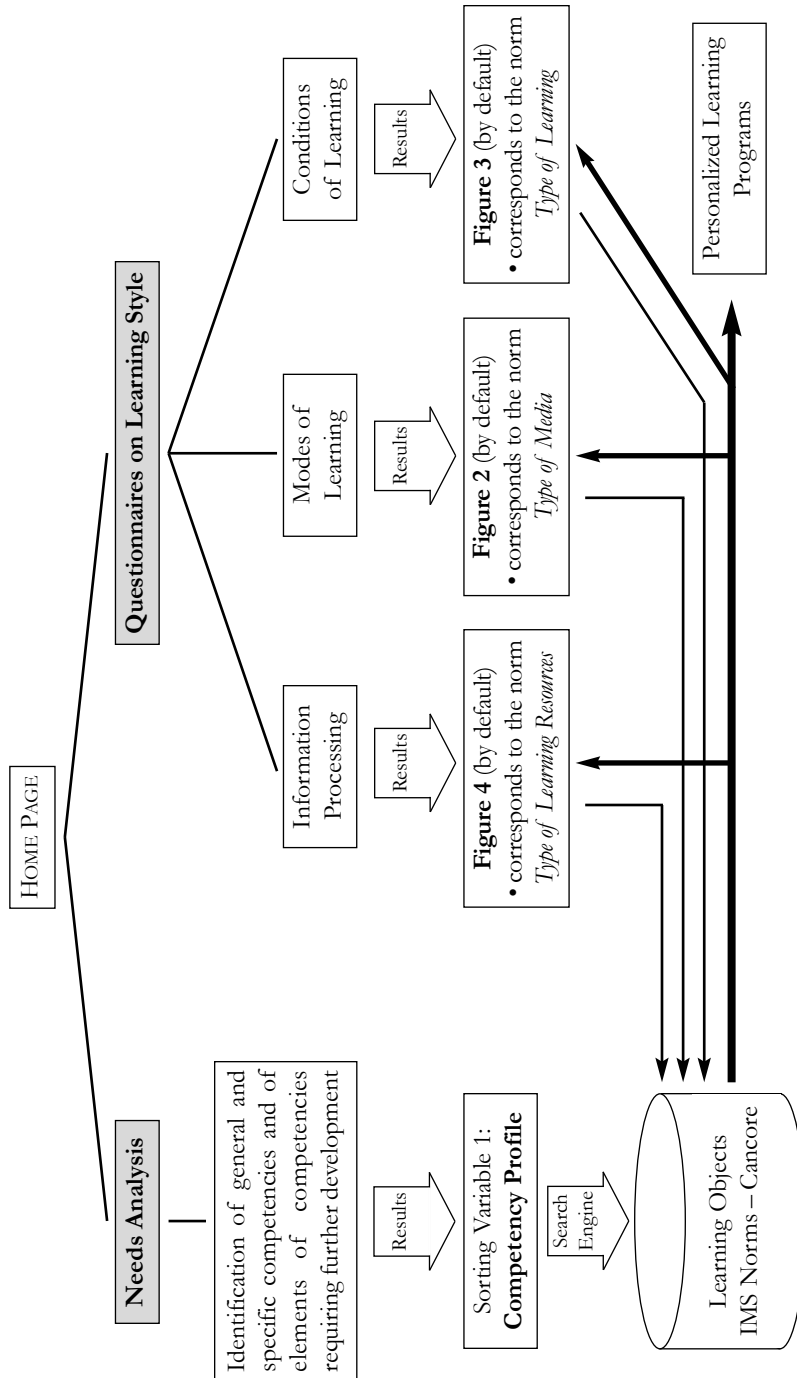 HOME PAGE
Needs Analysis
Questionnaires on Learning Style
Identification of general and
specific competencies and of
elements of competencies
requiring further development
Information
Processing
Modes of
Learning
Conditions
of Learning
Results
Results
Results
Results
Sorting Variable 1:
Competency Profile
Figure 4 (by default)
• corresponds to the norm
Type of Learning Resources
Figure 2 (by default)
• corresponds to the norm
Type of Media
Figure 3 (by default)
• corresponds to the norm
Type of Learning
Search
Engine
Learning Objects
IMS Norms – Cancore
Personalized Learning
Programs